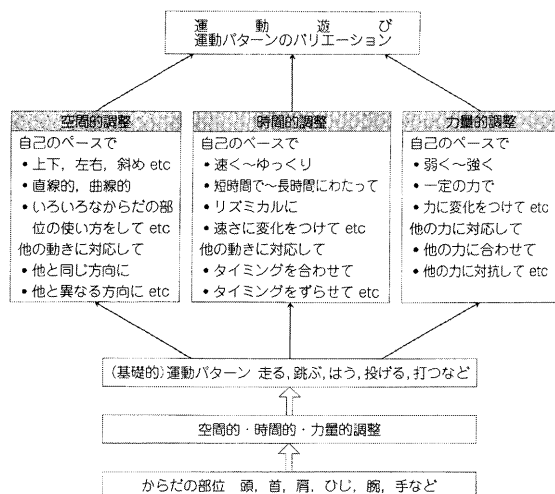 運動遊び
運動パターンのバリエーション
空間的調整
自己のペースで
• 上下，左右，斜め etc
• 直線的，曲線的
• いろいろなからだの部
位の使い方をして etc
他の動きに対応して
• 他と同じ方向に
• 他と異なる方向に etc
時間的調整
自己のペースで
• 速く～ゆっくり
• 短時間で～長時間にわたって
• リズミカルに
• 速さに変化をつけて etc
他の動きに対応して
• タイミングを合わせて
• タイミングをずらせて etc
力量的調整
自己のペースで
• 弱く～強く
• 一定の力で
• 力に変化をつけて etc
他の力に対応して
• 他の力に合わせて
• 他の力に対抗して etc
(基礎的)運動パターン 走る,跳ぶ,はう,投げる,打つなど
空間的・時間的・力量的調整
からだの部位 頭，首，肩，ひじ，腕，手など